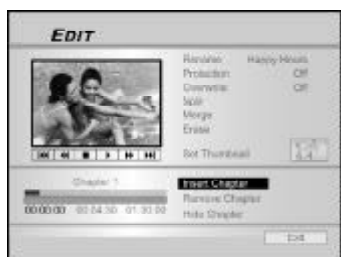 EDIT
Rename Happy Hours
Protection Off
Overwrite Off
Split
Merge
Erase
Set Thumbnail
Chapter 1
Insert Chapter
00:00:00 00:04:30 01:30:00
Remove Chapter
Hide Chapter
Exit